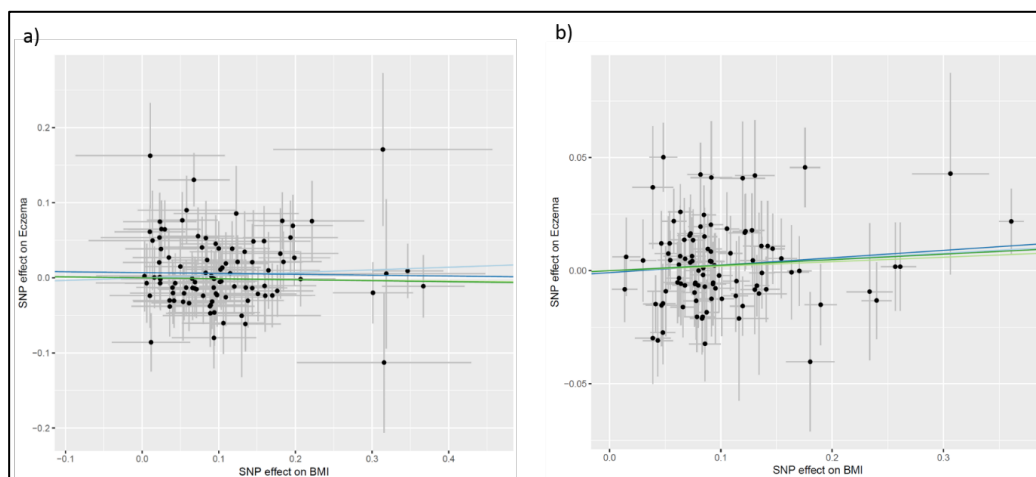 a)
SNP effect on Eczema
0.2
0.1
0.0
-0.1
-0.2
-0.1 0.0 0.1 0.2 0.3 0.4
SNP effect on BMI
b)
SNP effect on Eczema
0.05
0.00
-0.05
0.0 0.1 0.2 0.3
SNP effect on BMI